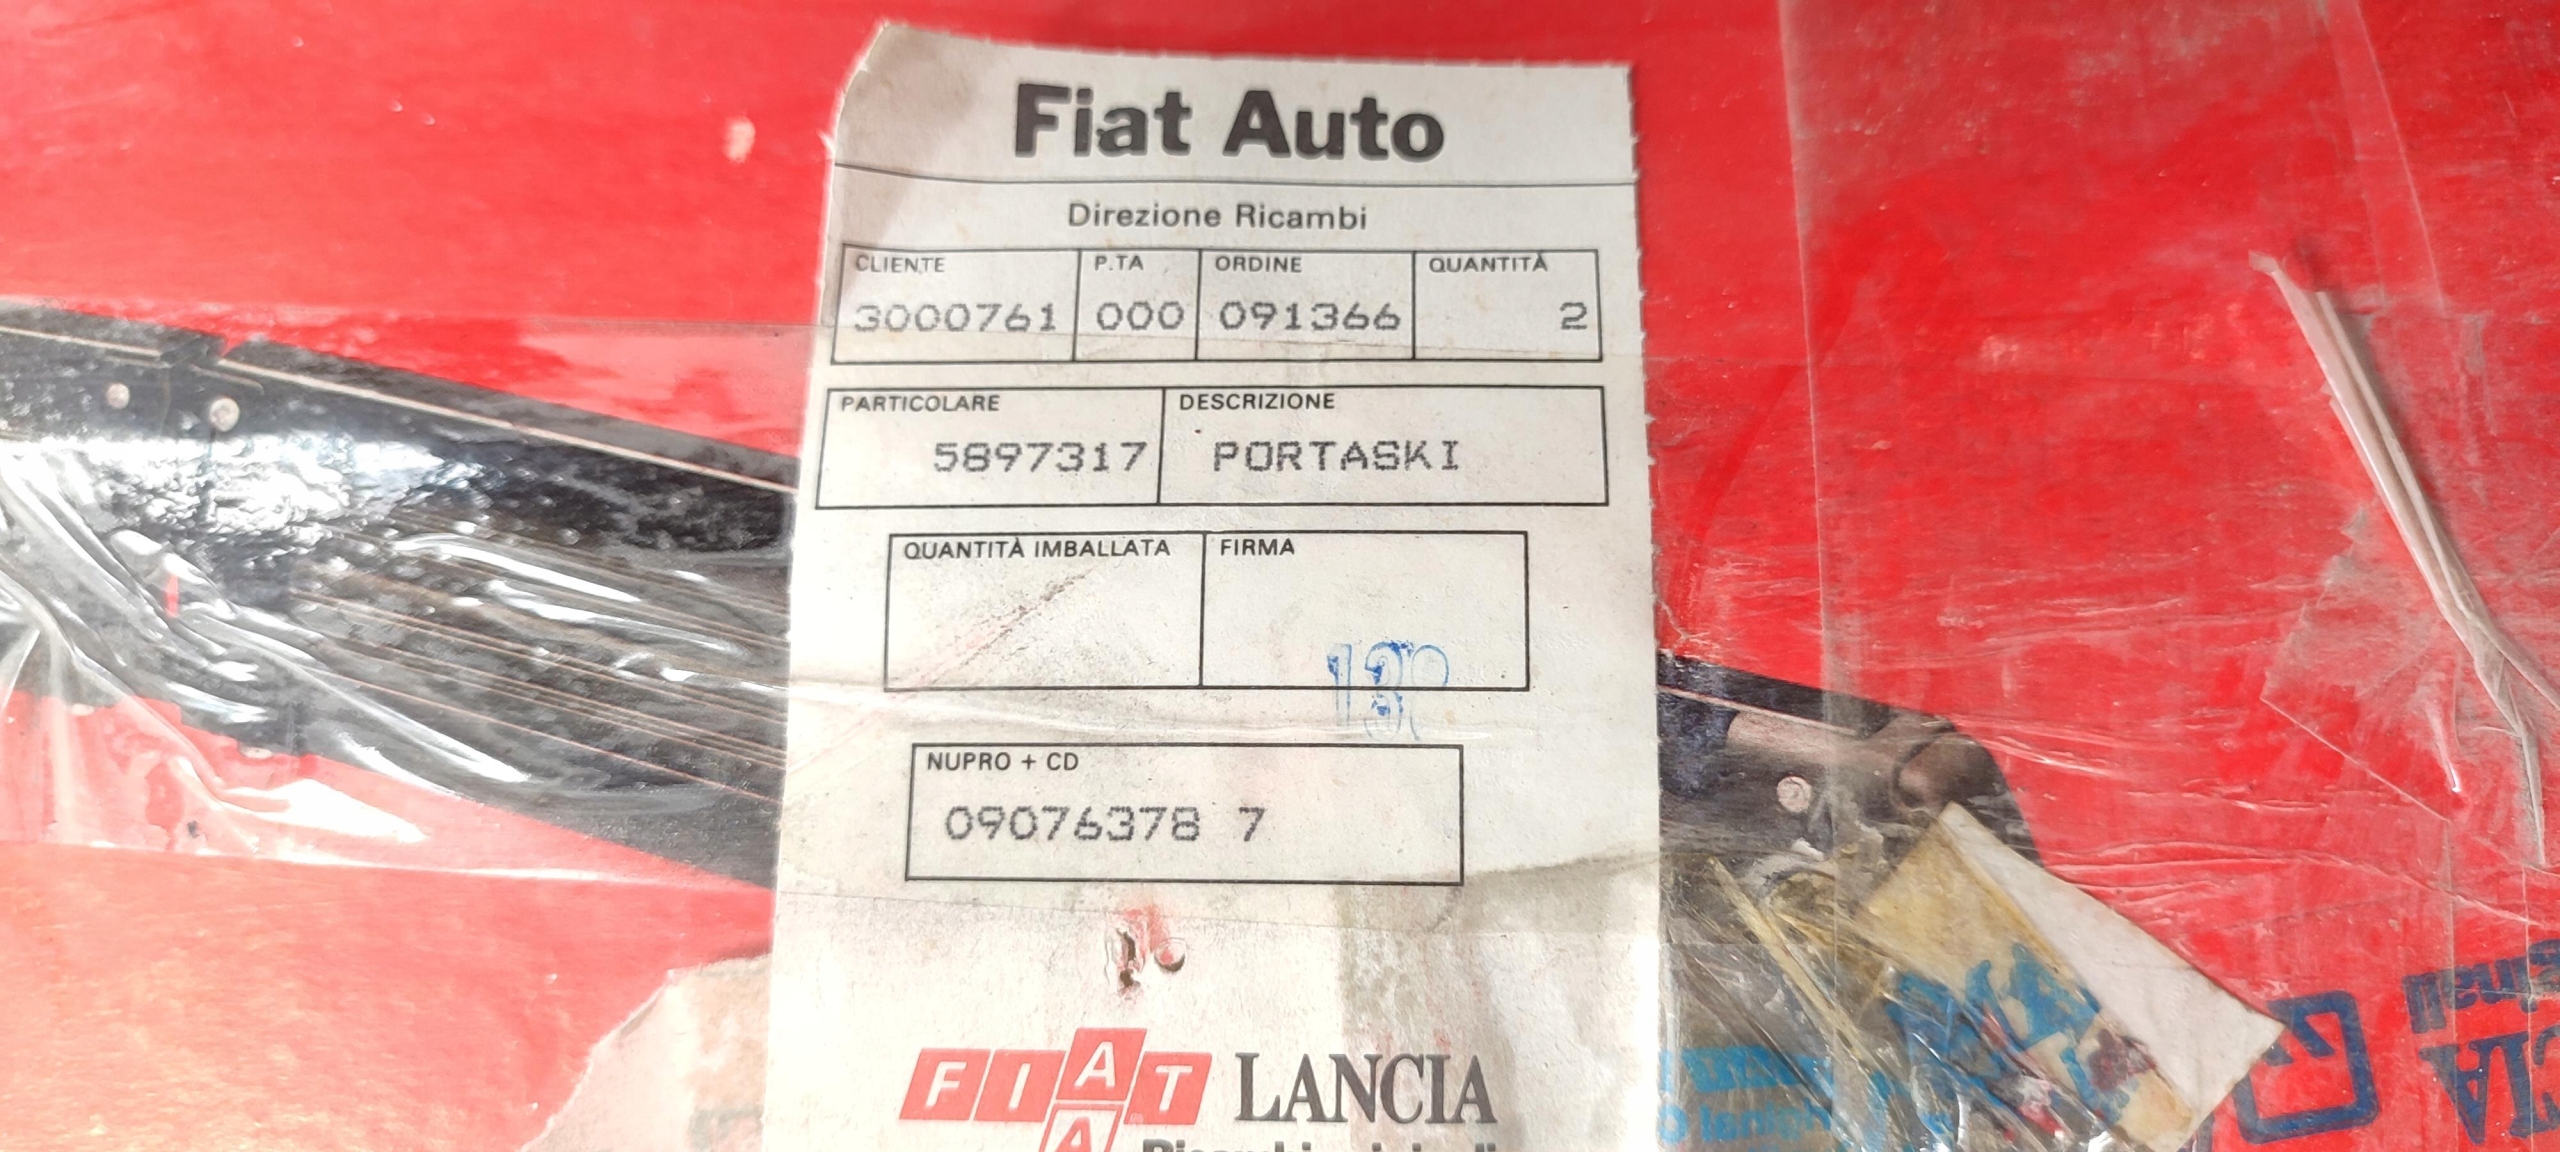 Fiat Auto
Direzione Ricambi
CLIENTE P.TA ORDINE QUANTITÀ
3000761 000 091366 2
PARTICOLARE DESCRIZIONE
5897317 PORTASKI
QUANTITÀ IMBALLATA FIRMA
NUPRO + CD
09076378 7
FIAT LANCIA